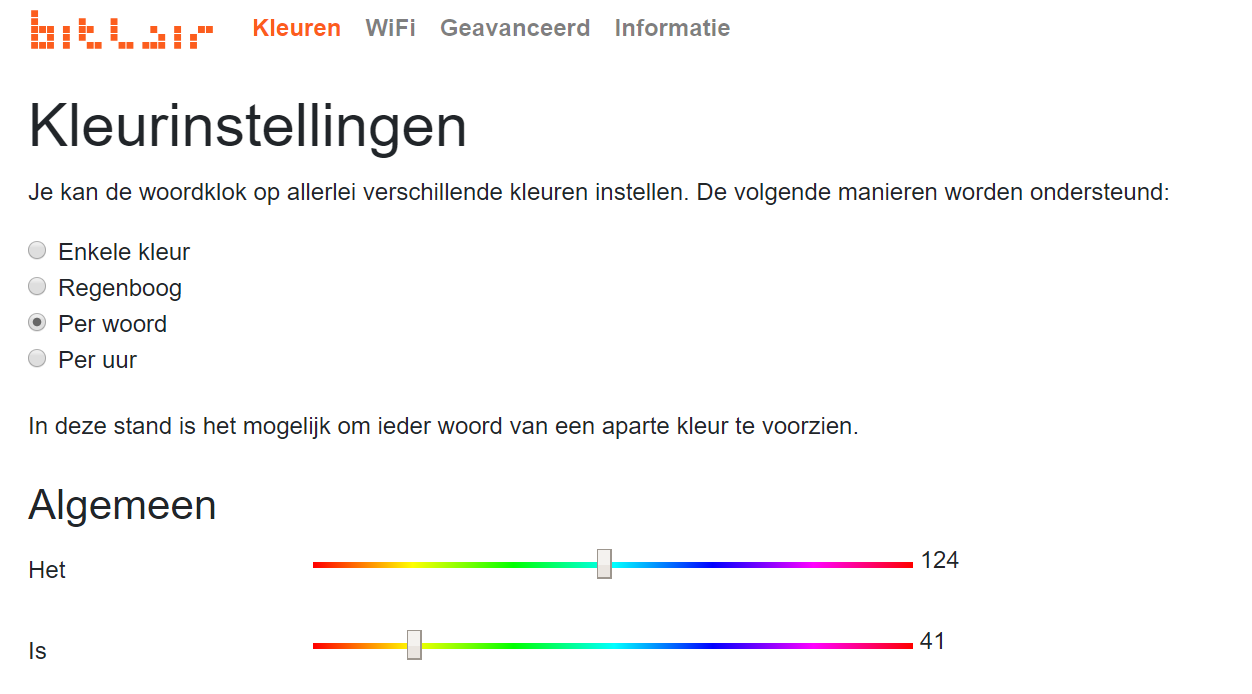 bitlair Kleuren WiFi Geavanceerd Informatie
Kleurinstellingen
Je kan de woordklok op allerlei verschillende kleuren instellen. De volgende manieren worden ondersteund:
Enkele kleur
Regenboog
Per woord
Per uur
In deze stand is het mogelijk om ieder woord van een aparte kleur te voorzien.
Algemeen
Het 124
Is 41